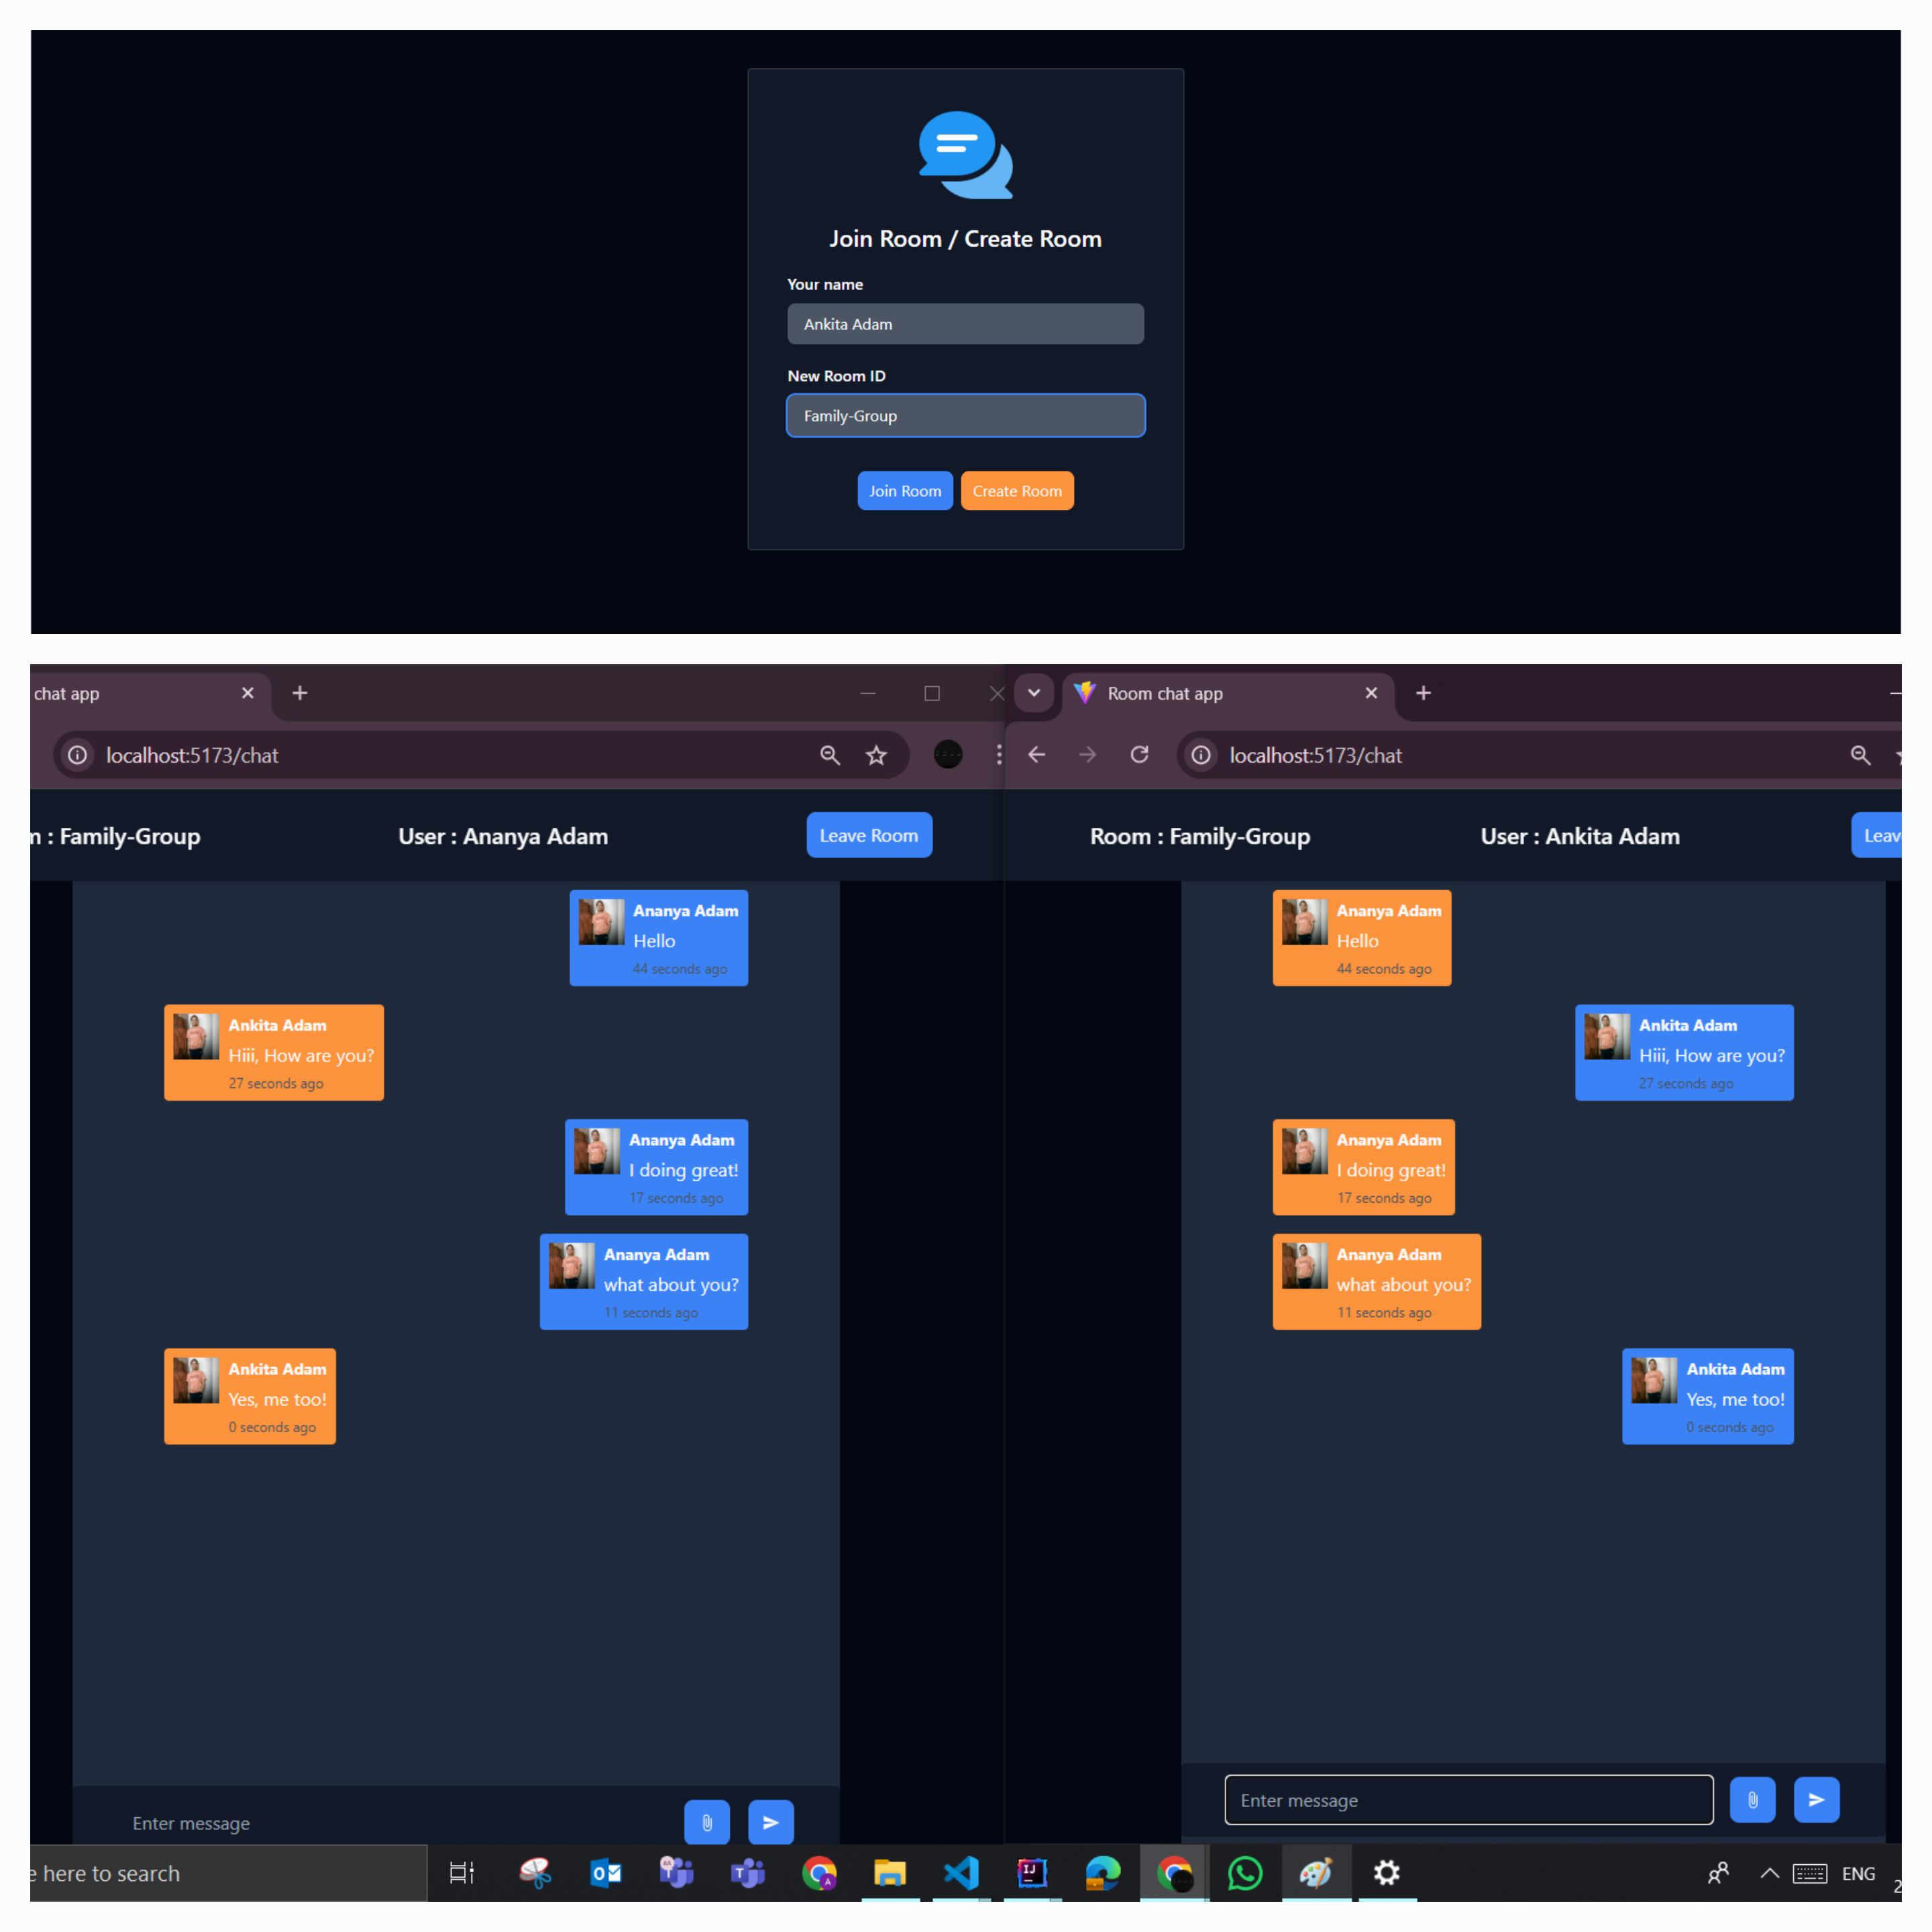 Join Room / Create Room
Your name
Ankita Adam
New Room ID
Family-Group
Join Room
Create Room
chat app
localhost:5173/chat
: Family-Group
User : Ananya Adam
Leave Room
Ananya Adam
Hello
44 seconds ago
Ankita Adam
Hiii, How are you?
27 seconds ago
Ananya Adam
I doing great!
17 seconds ago
Ananya Adam
what about you?
11 seconds ago
Ankita Adam
Yes, me too!
0 seconds ago
Enter message
Room chat app
localhost:5173/chat
Room : Family-Group
User : Ankita Adam
Leav
Ananya Adam
Hello
44 seconds ago
Ankita Adam
Hiii, How are you?
27 seconds ago
Ananya Adam
I doing great!
17 seconds ago
Ananya Adam
what about you?
11 seconds ago
Ankita Adam
Yes, me too!
0 seconds ago
Enter message
here to search
ENG